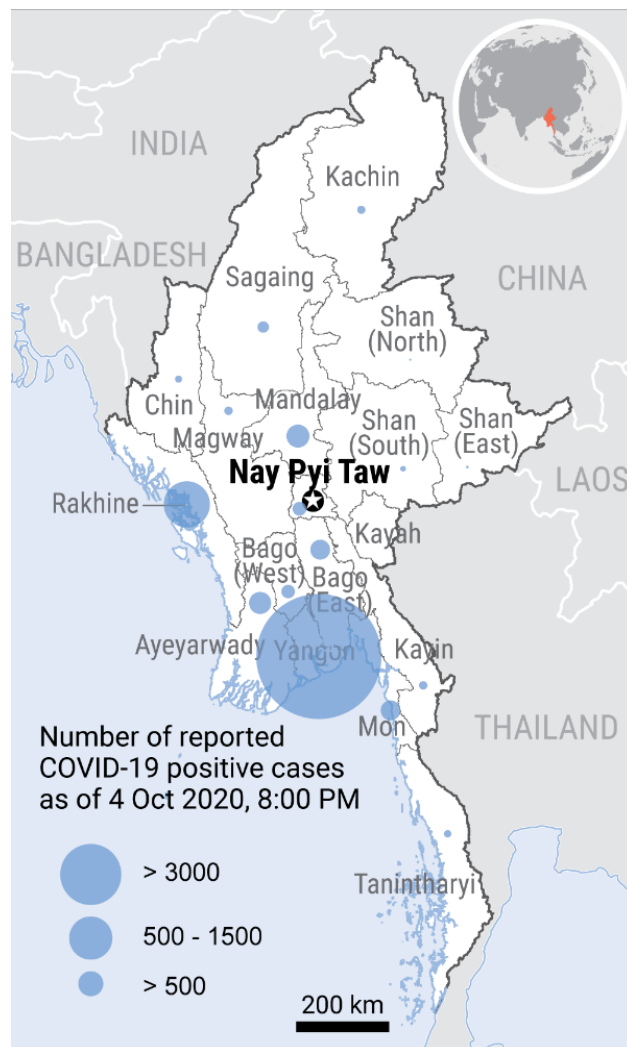 INDIA
Kachin
BANGLADESH
CHINA
Sagaing
Shan
(North)
Chin
Mandalay
Magway
Shan
(South)
Shan
(East)
Nay Pyi Taw
LAOS
Rakhine
Kayah
Bago
(West)
Bago
(East)
Ayeyarwady
Yangon
Kayin
Mon
THAILAND
Number of reported
COVID-19 positive cases
as of 4 Oct 2020, 8:00 PM
> 3000
500 - 1500
> 500
Tanintharyi
200 km